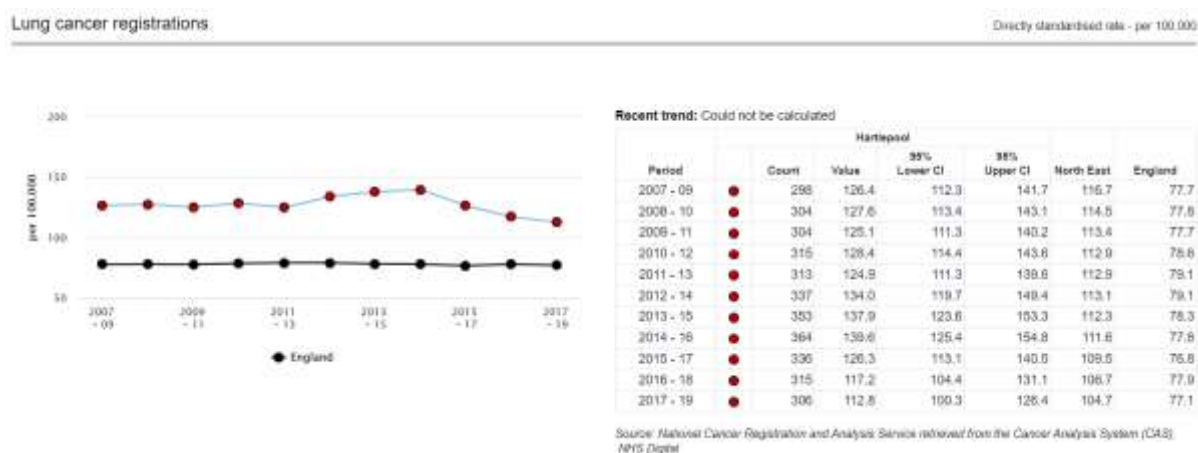 Lung cancer registrations
Directly standardised rate - per 100,000
200
150
100
50
per 100,000
2007 - 09
2009 - 11
2011 - 13
2013 - 15
2015 - 17
2017 - 19
England
Recent trend: Could not be calculated
Hartlepool
Period Count Value 95% Lower CI 95% Upper CI North East England
2007 - 09 298 126.4 112.3 141.7 116.7 77.7
2008 - 10 304 127.6 113.4 143.1 114.5 77.8
2009 - 11 304 125.1 111.3 140.2 113.4 77.7
2010 - 12 315 128.4 114.4 143.6 112.9 78.6
2011 - 13 313 124.9 111.3 139.6 112.9 79.1
2012 - 14 337 134.0 119.7 149.4 113.1 79.1
2013 - 15 353 137.9 123.6 153.3 112.3 78.3
2014 - 16 364 139.6 125.4 154.8 111.6 77.8
2015 - 17 336 126.3 113.1 140.5 109.5 76.8
2016 - 18 315 117.2 104.4 131.1 106.7 77.9
2017 - 19 306 112.8 100.3 126.4 104.7 77.1
Source: National Cancer Registration and Analysis Service retrieved from the Cancer Analysis System (CAS),
NHS Digital